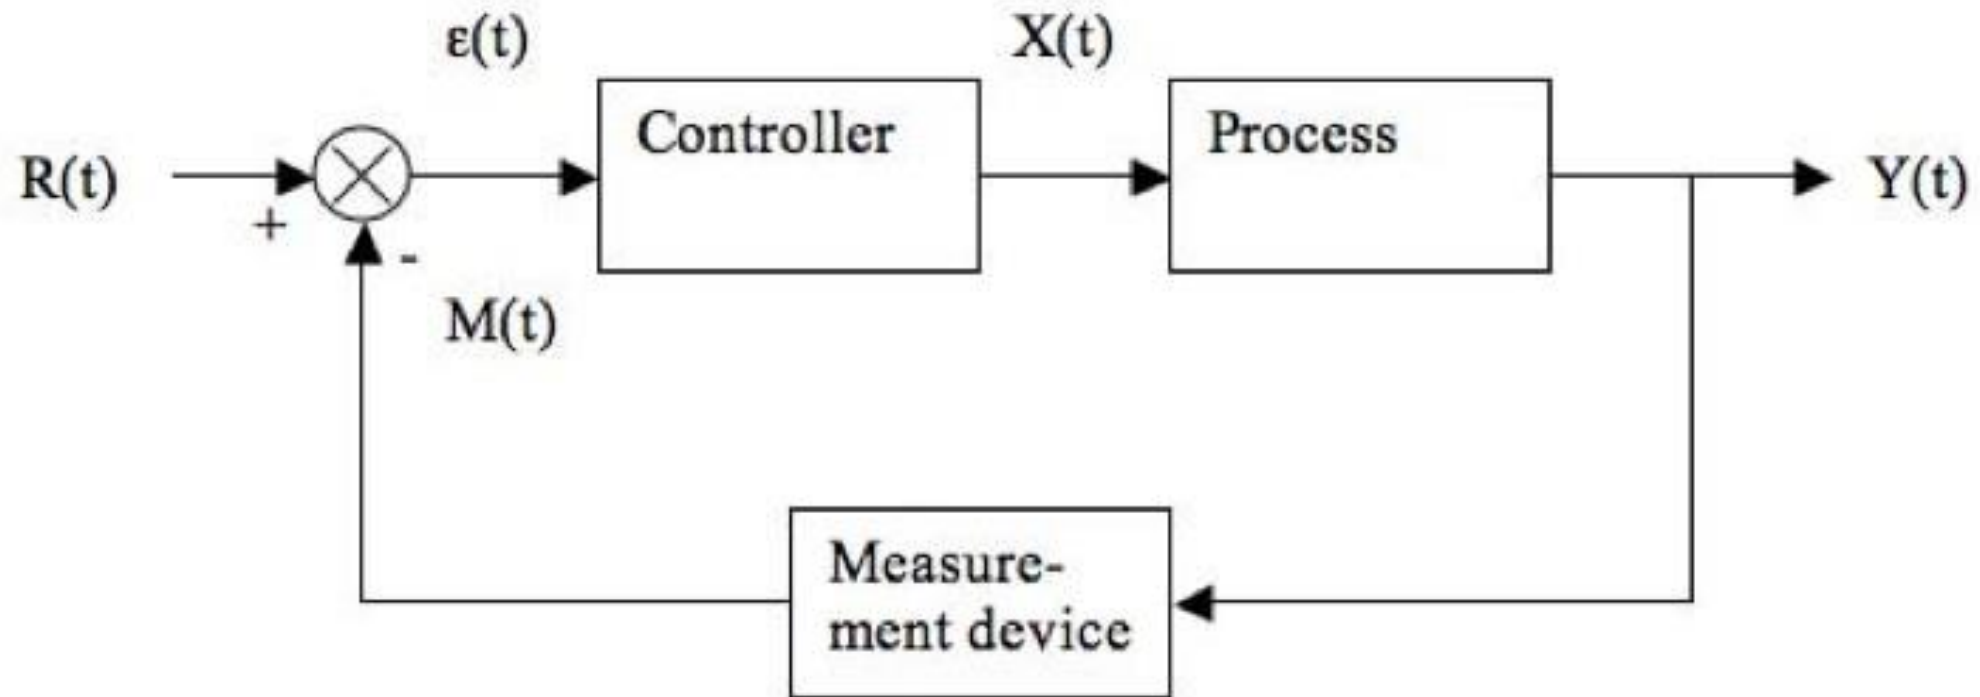 ε(t)
X(t)
R(t)
+
-
M(t)
Controller
Process
Y(t)
Measure-
ment device